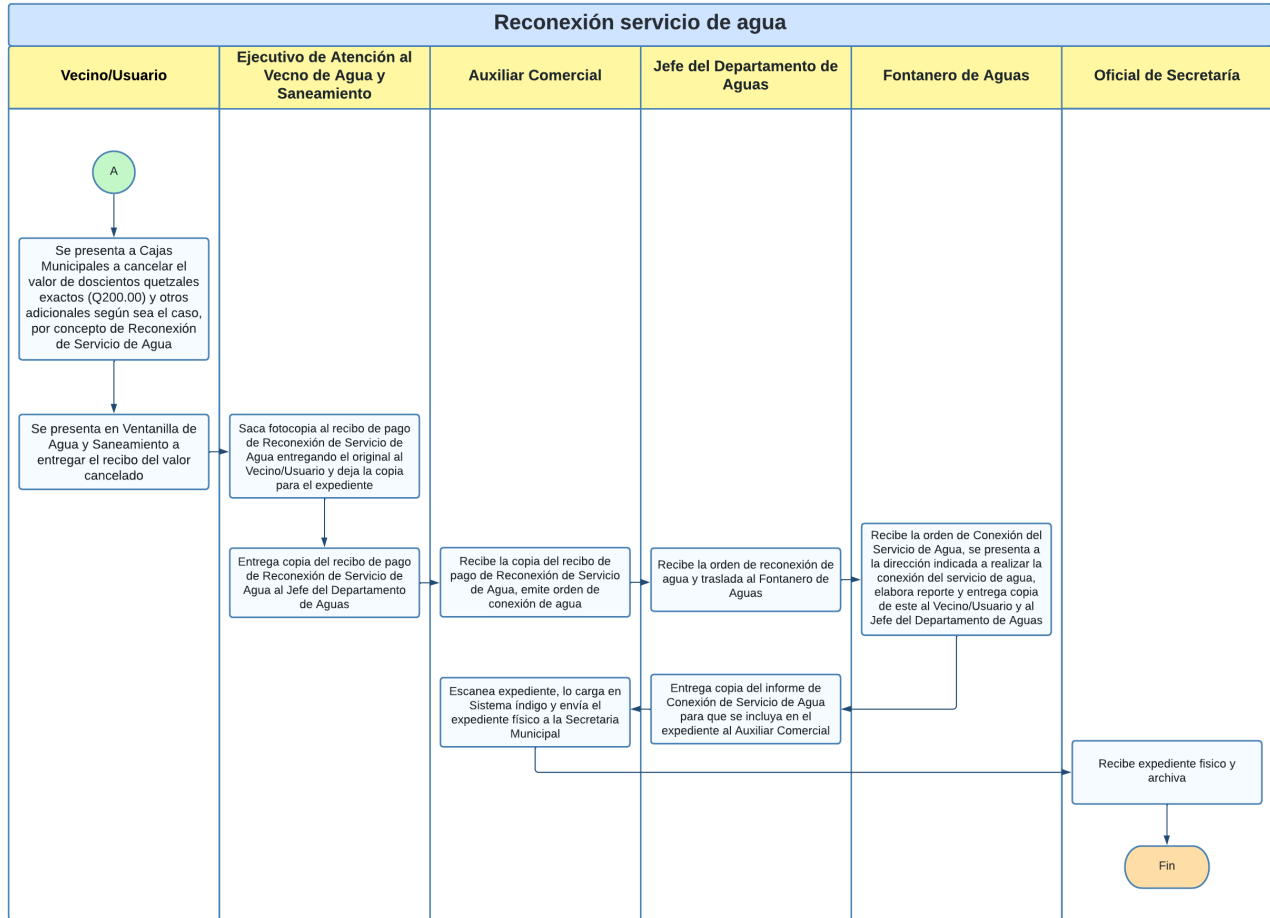 Reconexión servicio de agua
Vecino/Usuario
Ejecutivo de Atención al
Vecno de Agua y
Saneamiento
Auxiliar Comercial
Jefe del Departamento de
Aguas
Fontanero de Aguas
Oficial de Secretaría
A
Se presenta a Cajas
Municipales a cancelar el
valor de doscientos quetzales
exactos (Q200.00) y otros
adicionales según sea el caso,
por concepto de Reconexión
de Servicio de Agua
Se presenta en Ventanilla de
Agua y Saneamiento a
entregar el recibo del valor
cancelado
Saca fotocopia al recibo de pago
de Reconexión de Servicio de
Agua entregando el original al
Vecino/Usuario y deja la copia
para el expediente
Entrega copia del recibo de pago
de Reconexión de Servicio de
Agua al Jefe del Departamento
de Aguas
Recibe la copia del recibo de
pago de Reconexión de Servicio
de Agua, emite orden de
conexión de agua
Recibe la orden de reconexión de
agua y traslada al Fontanero de
Aguas
Recibe la orden de Conexión del
Servicio de Agua, se presenta a
la dirección indicada a realizar la
conexión del servicio de agua,
elabora reporte y entrega copia
de este al Vecino/Usuario y al
Jefe del Departamento de Aguas
Entrega copia del informe de
Conexión de Servicio de Agua
para que se incluya en el
expediente al Auxiliar Comercial
Escanea expediente, lo carga en
Sistema índigo y envía el
expediente físico a la Secretaria
Municipal
Recibe expediente fisico y
archiva
Fin